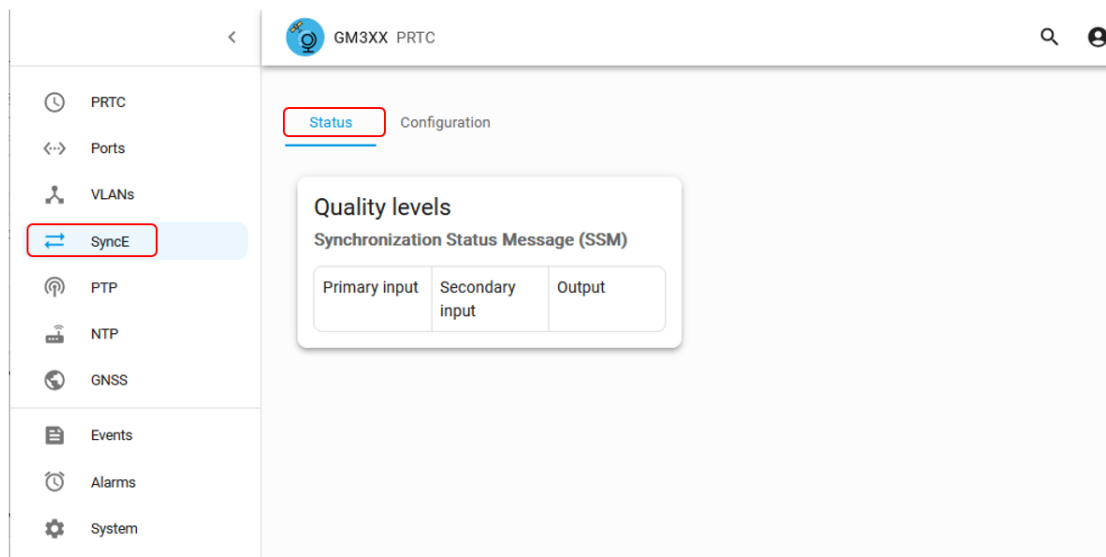 GM3XX PRTC
PRTC
Ports
VLANs
SyncE
PTP
NTP
GNSS
Events
Alarms
System
Status
Configuration
Quality levels
Synchronization Status Message (SSM)
Primary input
Secondary
input
Output